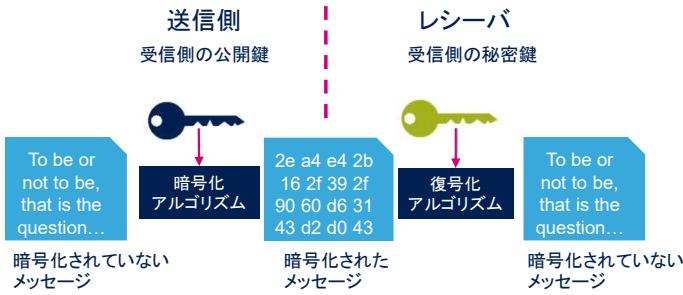 送信側
レシーバ
受信側の公開鍵
受信側の秘密鍵
To be or
not to be,
that is the
question…
暗号化
アルゴリズム
2e a4 e4 2b
16 2f 39 2f
90 60 d6 31
43 d2 d0 43
復号化
アルゴリズム
To be or
not to be,
that is the
question…
暗号化されていない
メッセージ
暗号化された
メッセージ
暗号化されていない
メッセージ